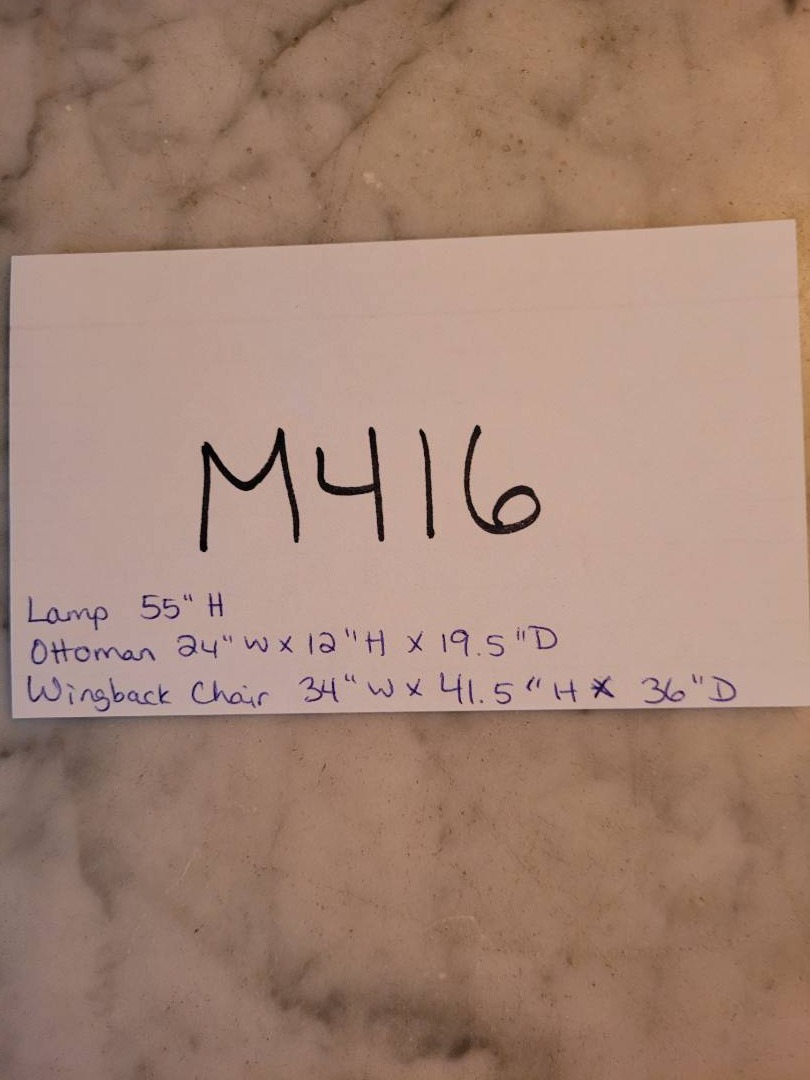 M416
Lamp 55" H
Ottoman 24" W x 12" H x 19.5" D
Wingback Chair 34" W x 41.5" H x 36" D